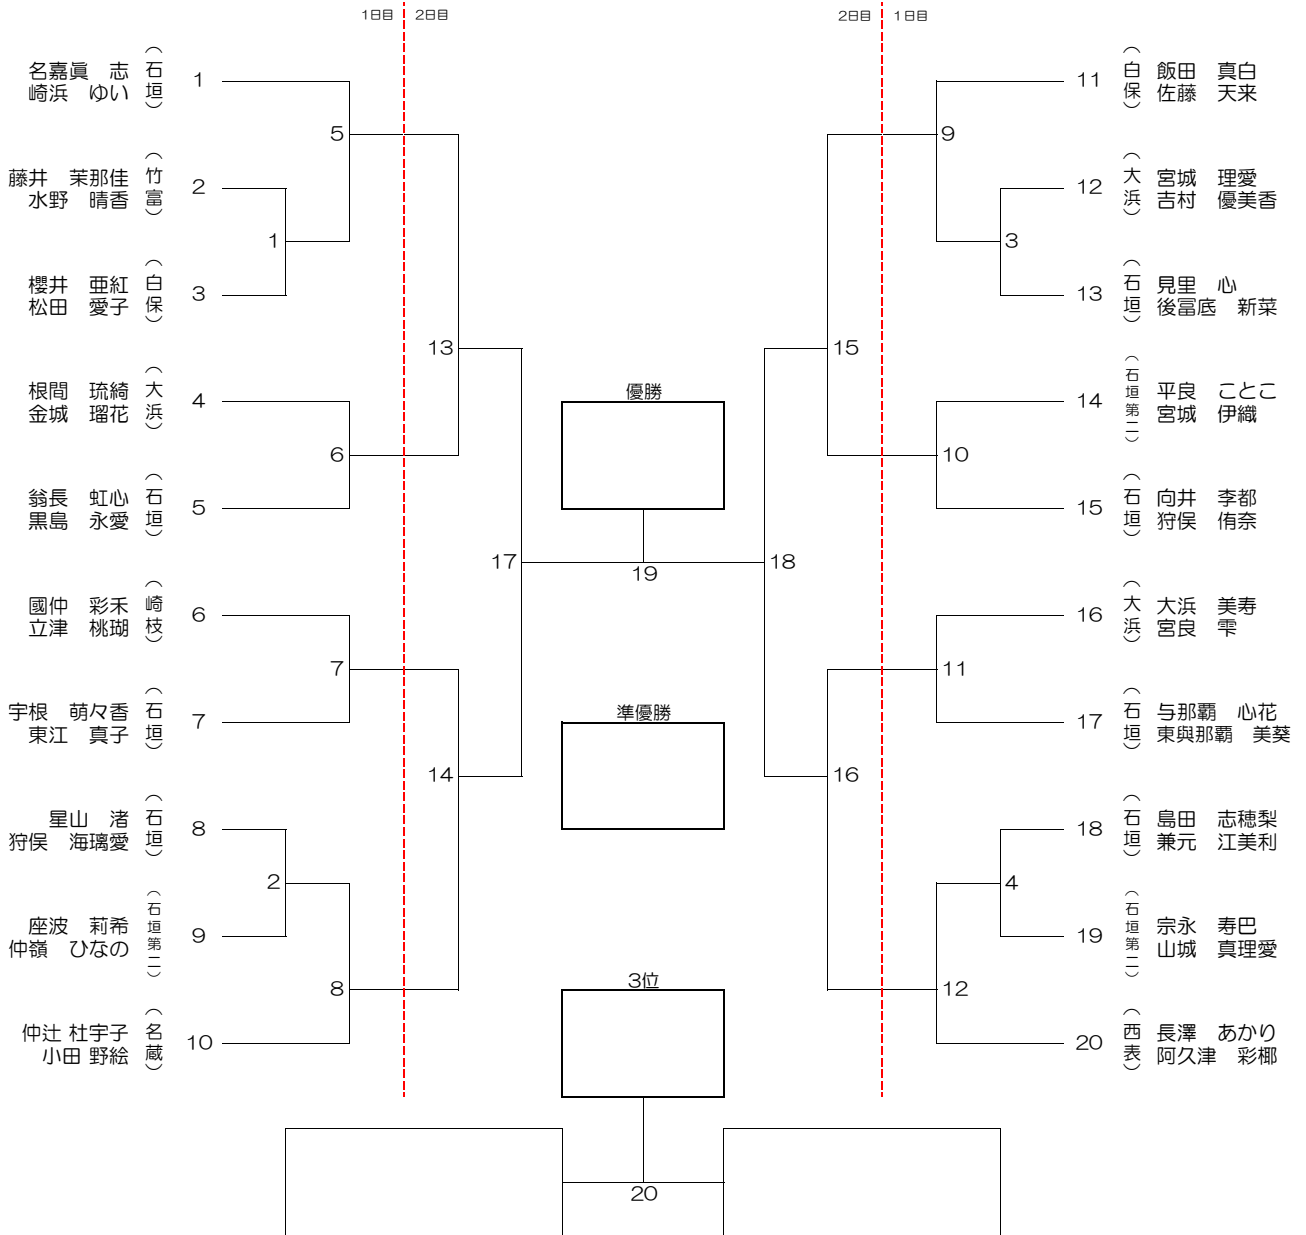 1日目 2日目
2日目 1日目
名嘉眞 志
崎浜 ゆい
（石垣）
1
藤井 茉那佳
水野 晴香
（竹富）
2
櫻井 亜紅
松田 愛子
（白保）
3
根間 琉綺
金城 瑠花
（大浜）
4
翁長 虹心
黒島 永愛
（石垣）
5
國仲 彩禾
立津 桃瑚
（崎枝）
6
宇根 萌々香
東江 真子
（石垣）
7
星山 渚
狩俣 海璃愛
（石垣）
8
座波 莉希
仲嶺 ひなの
（石垣第二）
9
仲辻 杜宇子
小田 野絵
（名蔵）
10
1
2
5
6
7
8
13
14
17
優勝
19
準優勝
3位
20
18
15
16
9
10
11
12
3
4
11
（白保）
飯田 真白
佐藤 天来
12
（大浜）
宮城 理愛
吉村 優美香
13
（石垣）
見里 心
後冨底 新菜
14
（石垣第二）
平良 ことこ
宮城 伊織
15
（石垣）
向井 李都
狩俣 侑奈
16
（大浜）
大浜 美寿
宮良 雫
17
（石垣）
与那覇 心花
東與那覇 美葵
18
（石垣）
島田 志穂梨
兼元 江美利
19
（石垣第二）
宗永 寿巴
山城 真理愛
20
（西表）
長澤 あかり
阿久津 彩椰